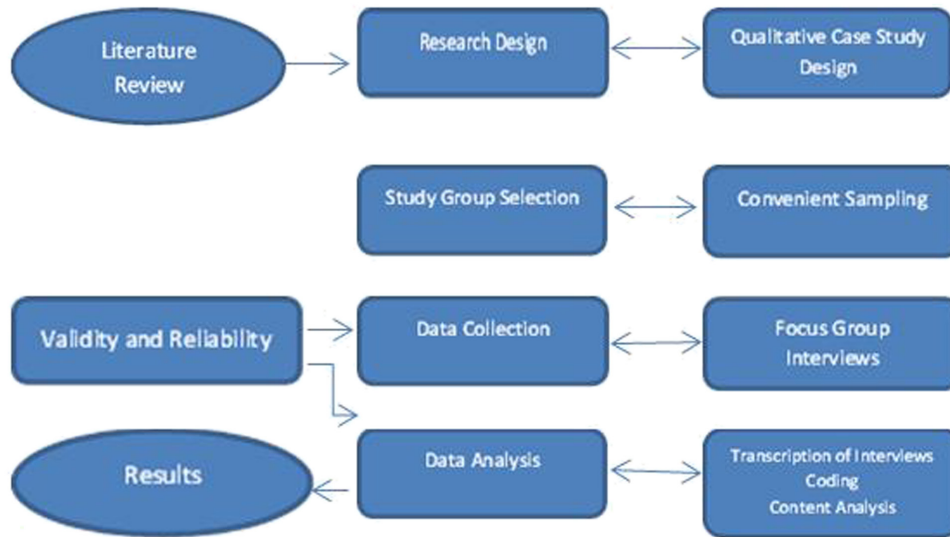 Literature
Review
Research Design
Qualitative Case Study
Design
Study Group Selection
Convenient Sampling
Validity and Reliability
Data Collection
Focus Group
Interviews
Results
Data Analysis
Transcription of Interviews
Coding
Content Analysis